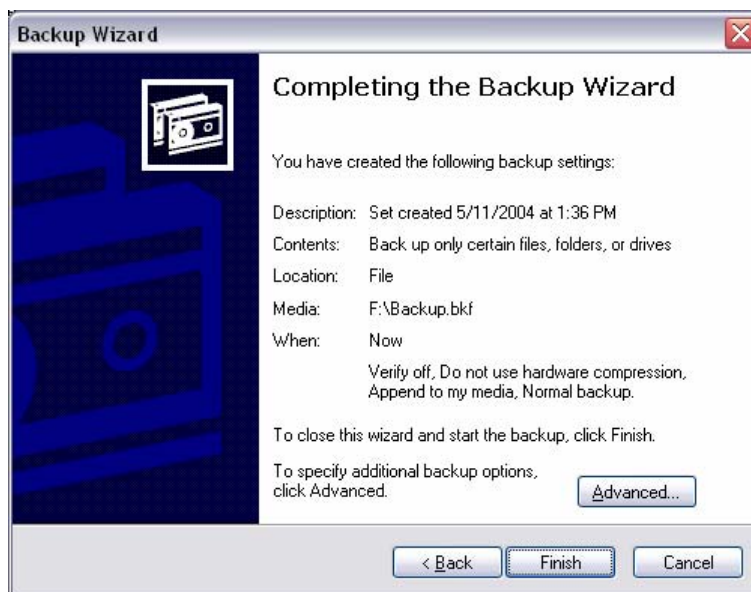 Backup Wizard
Completing the Backup Wizard
You have created the following backup settings:
Description: Set created 5/11/2004 at 1:36 PM
Contents: Back up only certain files, folders, or drives
Location: File
Media: F:\Backup.bkf
When: Now
Verify off, Do not use hardware compression,
Append to my media, Normal backup.
To close this wizard and start the backup, click Finish.
To specify additional backup options,
click Advanced.
Advanced...
< Back Finish Cancel